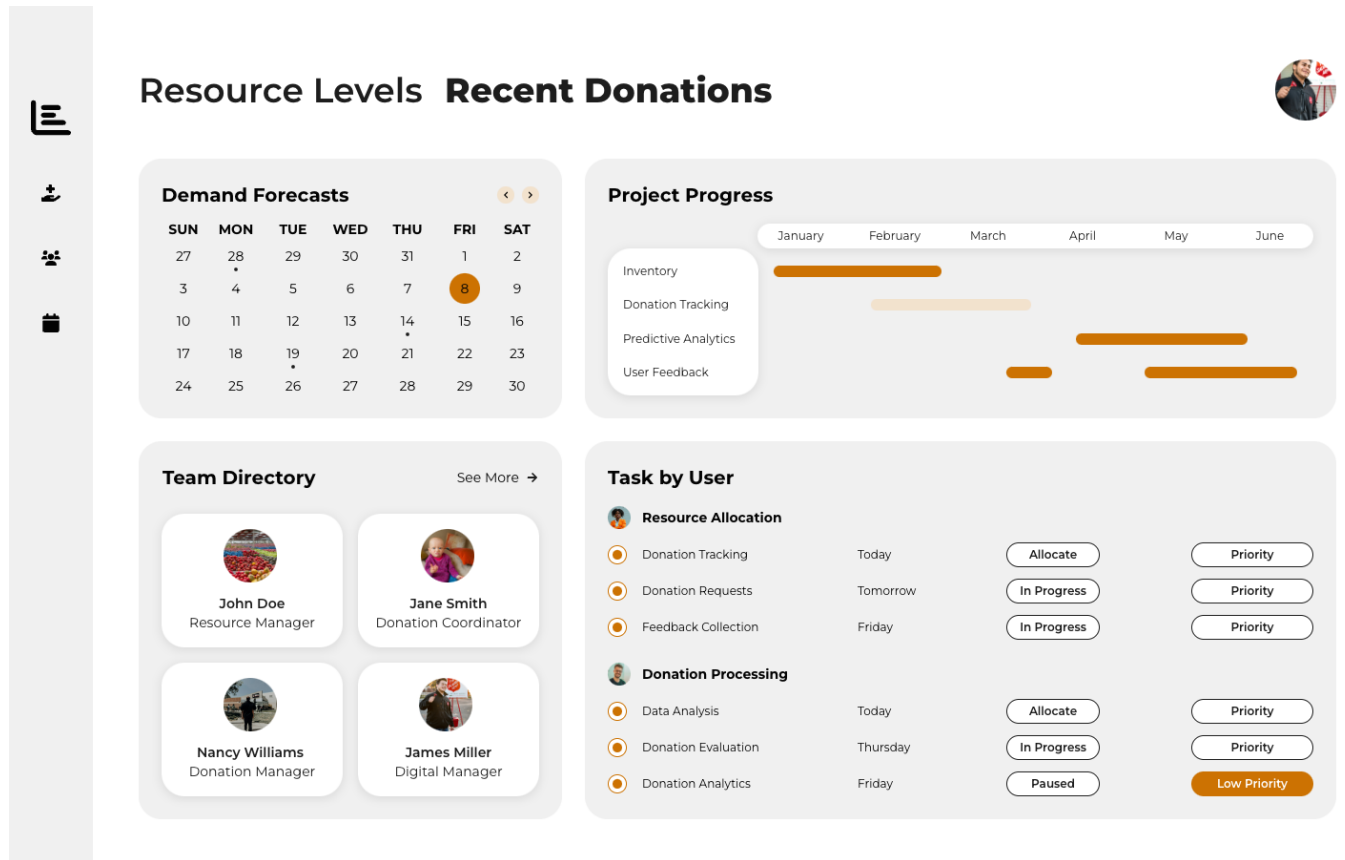 Resource Levels Recent Donations
Demand Forecasts
SUN MON TUE WED THU FRI SAT
27 28 29 30 31 1 2
3 4 5 6 7 8 9
10 11 12 13 14 15 16
17 18 19 20 21 22 23
24 25 26 27 28 29 30
Project Progress
January February March April May June
Inventory
Donation Tracking
Predictive Analytics
User Feedback
Team Directory See More →
John Doe
Resource Manager
Jane Smith
Donation Coordinator
Nancy Williams
Donation Manager
James Miller
Digital Manager
Task by User
Resource Allocation
Donation Tracking Today Allocate Priority
Donation Requests Tomorrow In Progress Priority
Feedback Collection Friday In Progress Priority
Donation Processing
Data Analysis Today Allocate Priority
Donation Evaluation Thursday In Progress Priority
Donation Analytics Friday Paused Low Priority